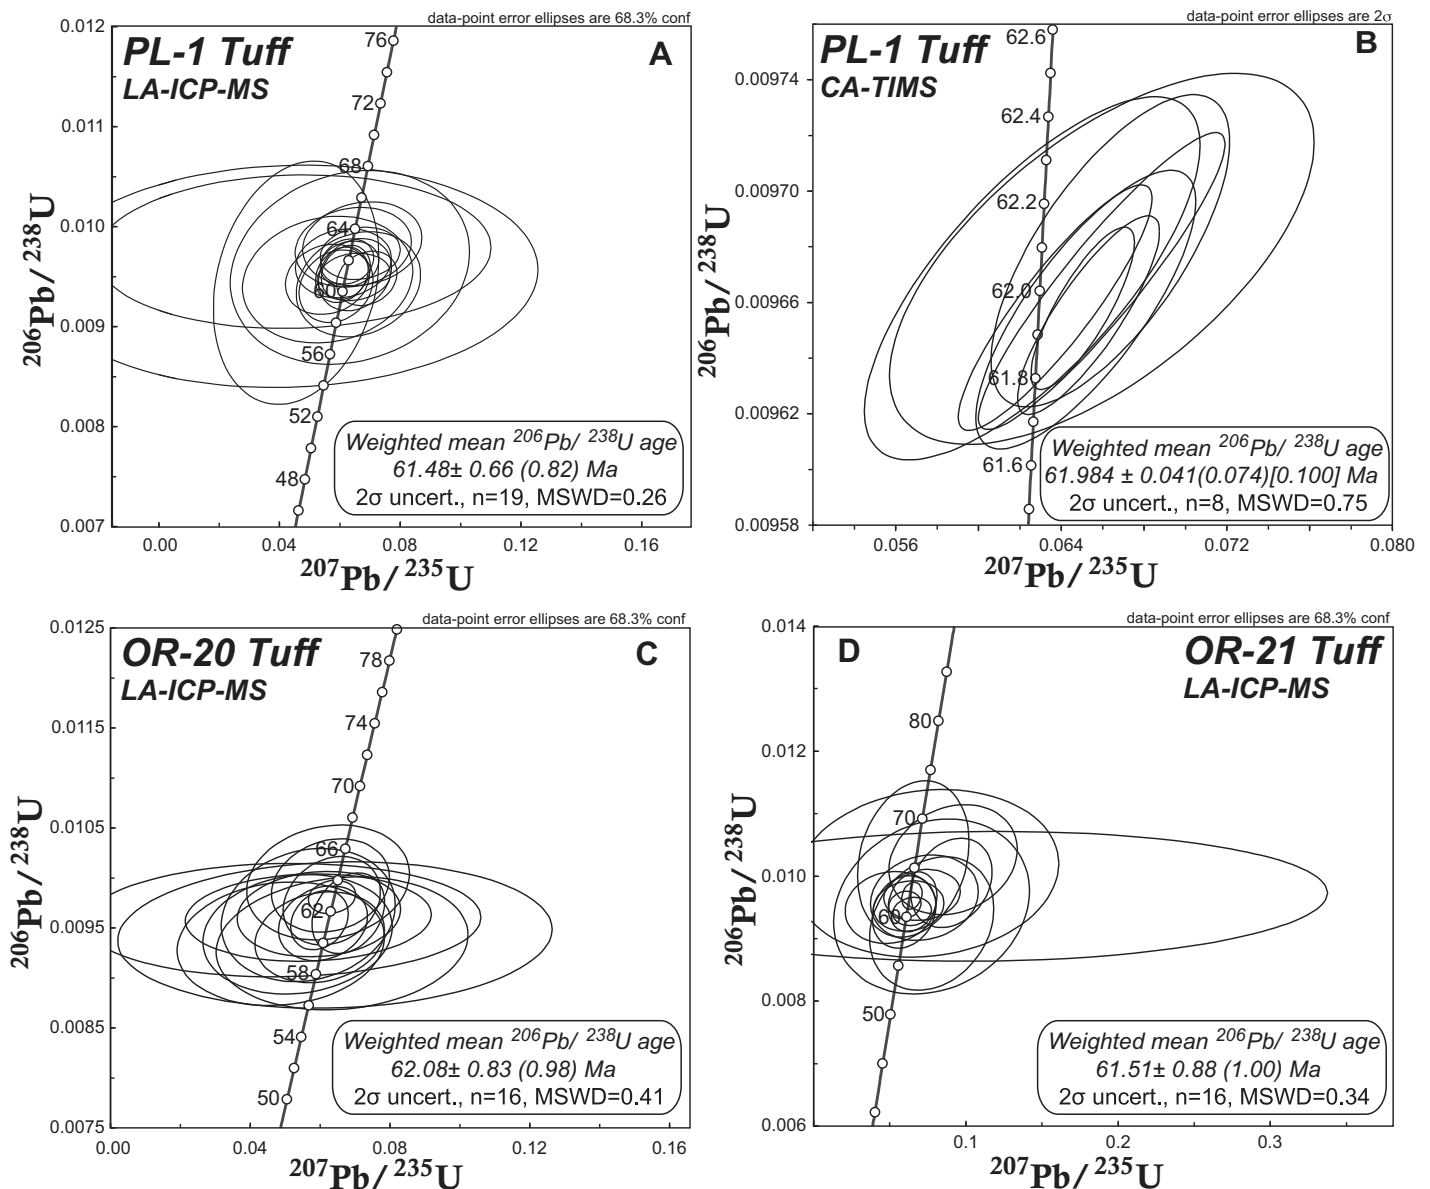 data-point error ellipses are 68.3% conf
PL-1 Tuff
LA-ICP-MS
A
0.012
0.011
0.010
0.009
0.008
0.007
206Pb/238U
76
72
68
64
60
56
52
48
Weighted mean 206Pb/ 238U age
61.48± 0.66 (0.82) Ma
2σ uncert., n=19, MSWD=0.26
0.00 0.04 0.08 0.12 0.16
207Pb/235U
data-point error ellipses are 2σ
PL-1 Tuff
CA-TIMS
B
0.00974
0.00970
0.00966
0.00962
0.00958
206Pb/238U
62.6
62.4
62.2
62.0
61.8
61.6
Weighted mean 206Pb/ 238U age
61.984 ± 0.041(0.074)[0.100] Ma
2σ uncert., n=8, MSWD=0.75
0.056 0.064 0.072 0.080
207Pb/235U
data-point error ellipses are 68.3% conf
OR-20 Tuff
LA-ICP-MS
C
0.0125
0.0115
0.0105
0.0095
0.0085
0.0075
206Pb/238U
78
74
70
66
62
58
54
50
Weighted mean 206Pb/ 238U age
62.08± 0.83 (0.98) Ma
2σ uncert., n=16, MSWD=0.41
0.00 0.04 0.08 0.12 0.16
207Pb/235U
data-point error ellipses are 68.3% conf
D
OR-21 Tuff
LA-ICP-MS
0.014
0.012
0.010
0.008
0.006
206Pb/238U
80
70
60
50
Weighted mean 206Pb/ 238U age
61.51± 0.88 (1.00) Ma
2σ uncert., n=16, MSWD=0.34
0.1 0.2 0.3
207Pb/235U